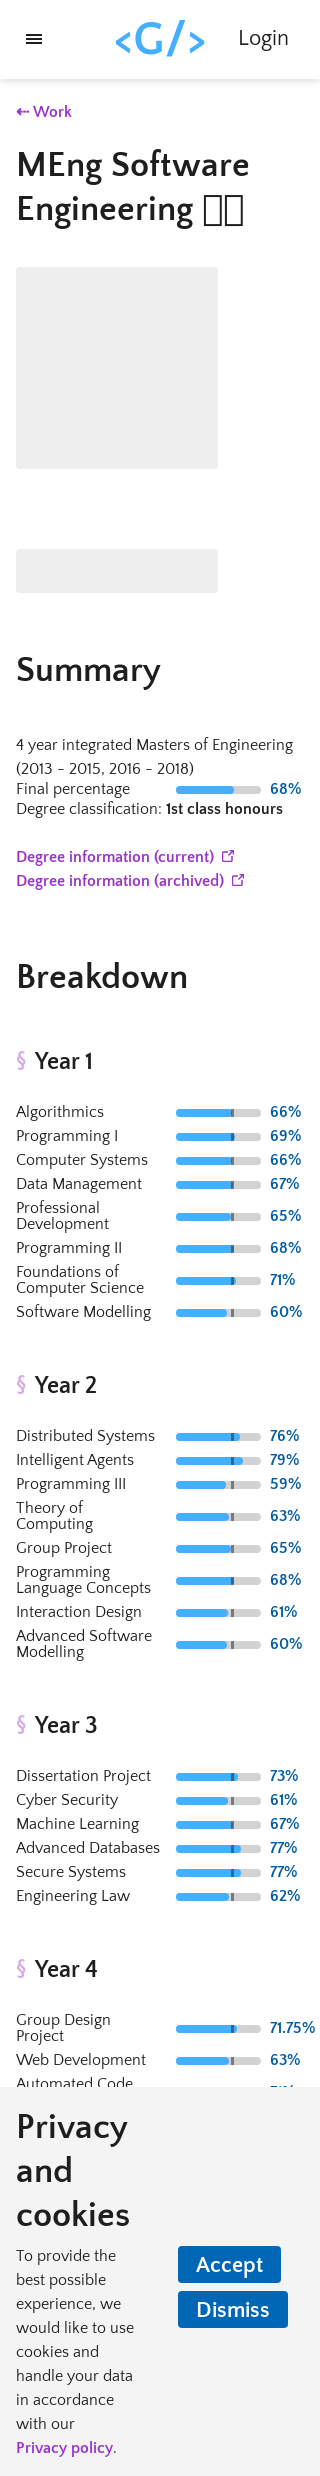 <G/>
Login
⇠ Work
MEng Software
Engineering
Summary
4 year integrated Masters of Engineering
(2013 - 2015, 2016 - 2018)
Final percentage 68%
Degree classification: 1st class honours
Degree information (current)
Degree information (archived)
Breakdown
§ Year 1
Algorithmics 66%
Programming I 69%
Computer Systems 66%
Data Management 67%
Professional
Development 65%
Programming II 68%
Foundations of
Computer Science 71%
Software Modelling 60%
§ Year 2
Distributed Systems 76%
Intelligent Agents 79%
Programming III 59%
Theory of
Computing 63%
Group Project 65%
Programming
Language Concepts 68%
Interaction Design 61%
Advanced Software
Modelling 60%
§ Year 3
Dissertation Project 73%
Cyber Security 61%
Machine Learning 67%
Advanced Databases 77%
Secure Systems 77%
Engineering Law 62%
§ Year 4
Group Design
Project 71.75%
Web Development 63%
Automated Code
Privacy
and
cookies
To provide the
best possible
experience, we
would like to use
cookies and
handle your data
in accordance
with our
Privacy policy.
Accept
Dismiss